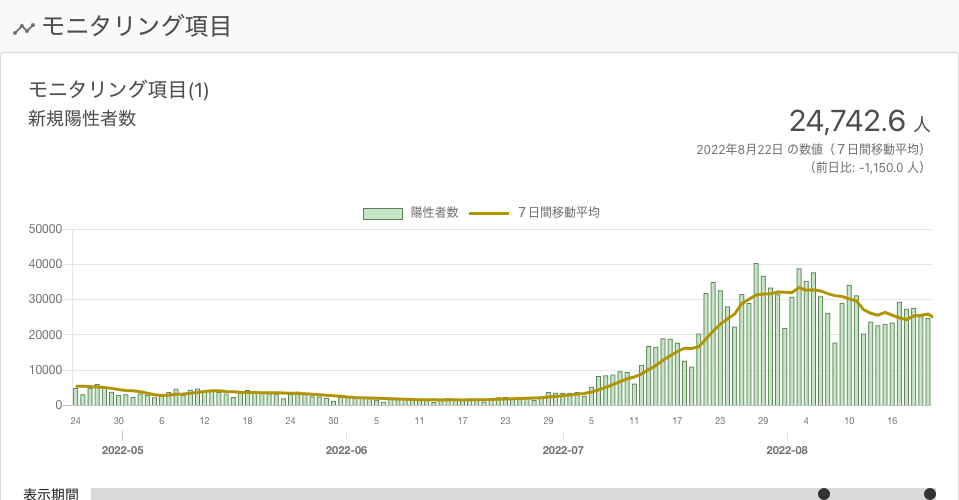 モニタリング項目
モニタリング項目(1)
新規陽性者数
24,742.6 人
2022年8月22日 の数値（７日間移動平均）
（前日比: -1,150.0 人）
陽性者数 ７日間移動平均
50000
40000
30000
20000
10000
0
24 30 6 12 18 24 30 5 11 17 23 29 5 11 17 23 29 4 10 16
2022-05 2022-06 2022-07 2022-08
表示期間